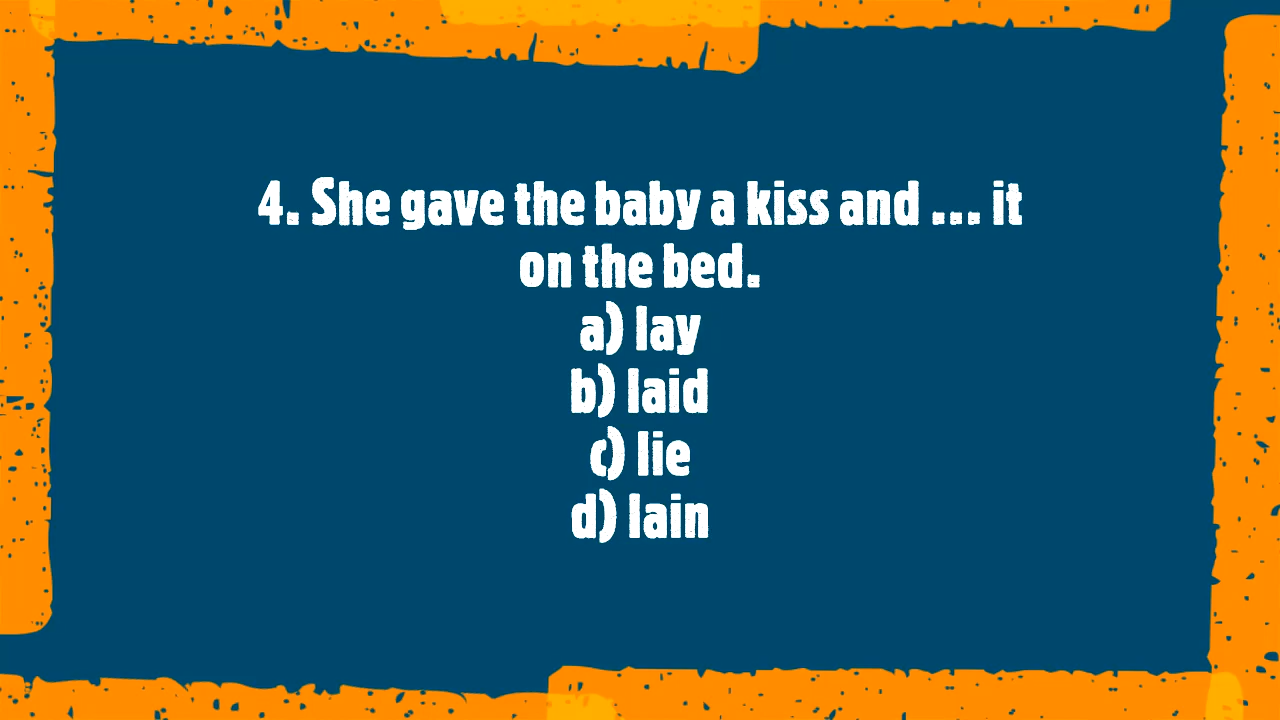 4. She gave the baby a kiss and ... it
on the bed.
a) lay
b) laid
c) lie
d) lain